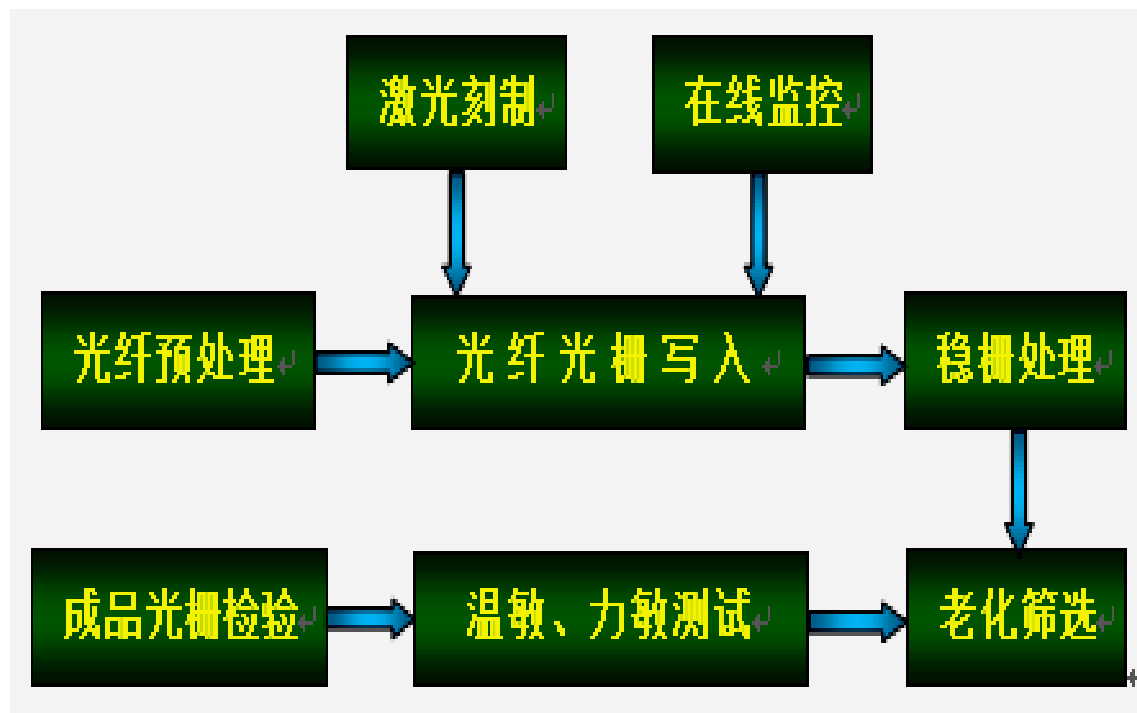 激光刻制
在线监控
光纤预处理
光纤光栅写入
稳栅处理
成品光栅检验
温敏、力敏测试
老化筛选